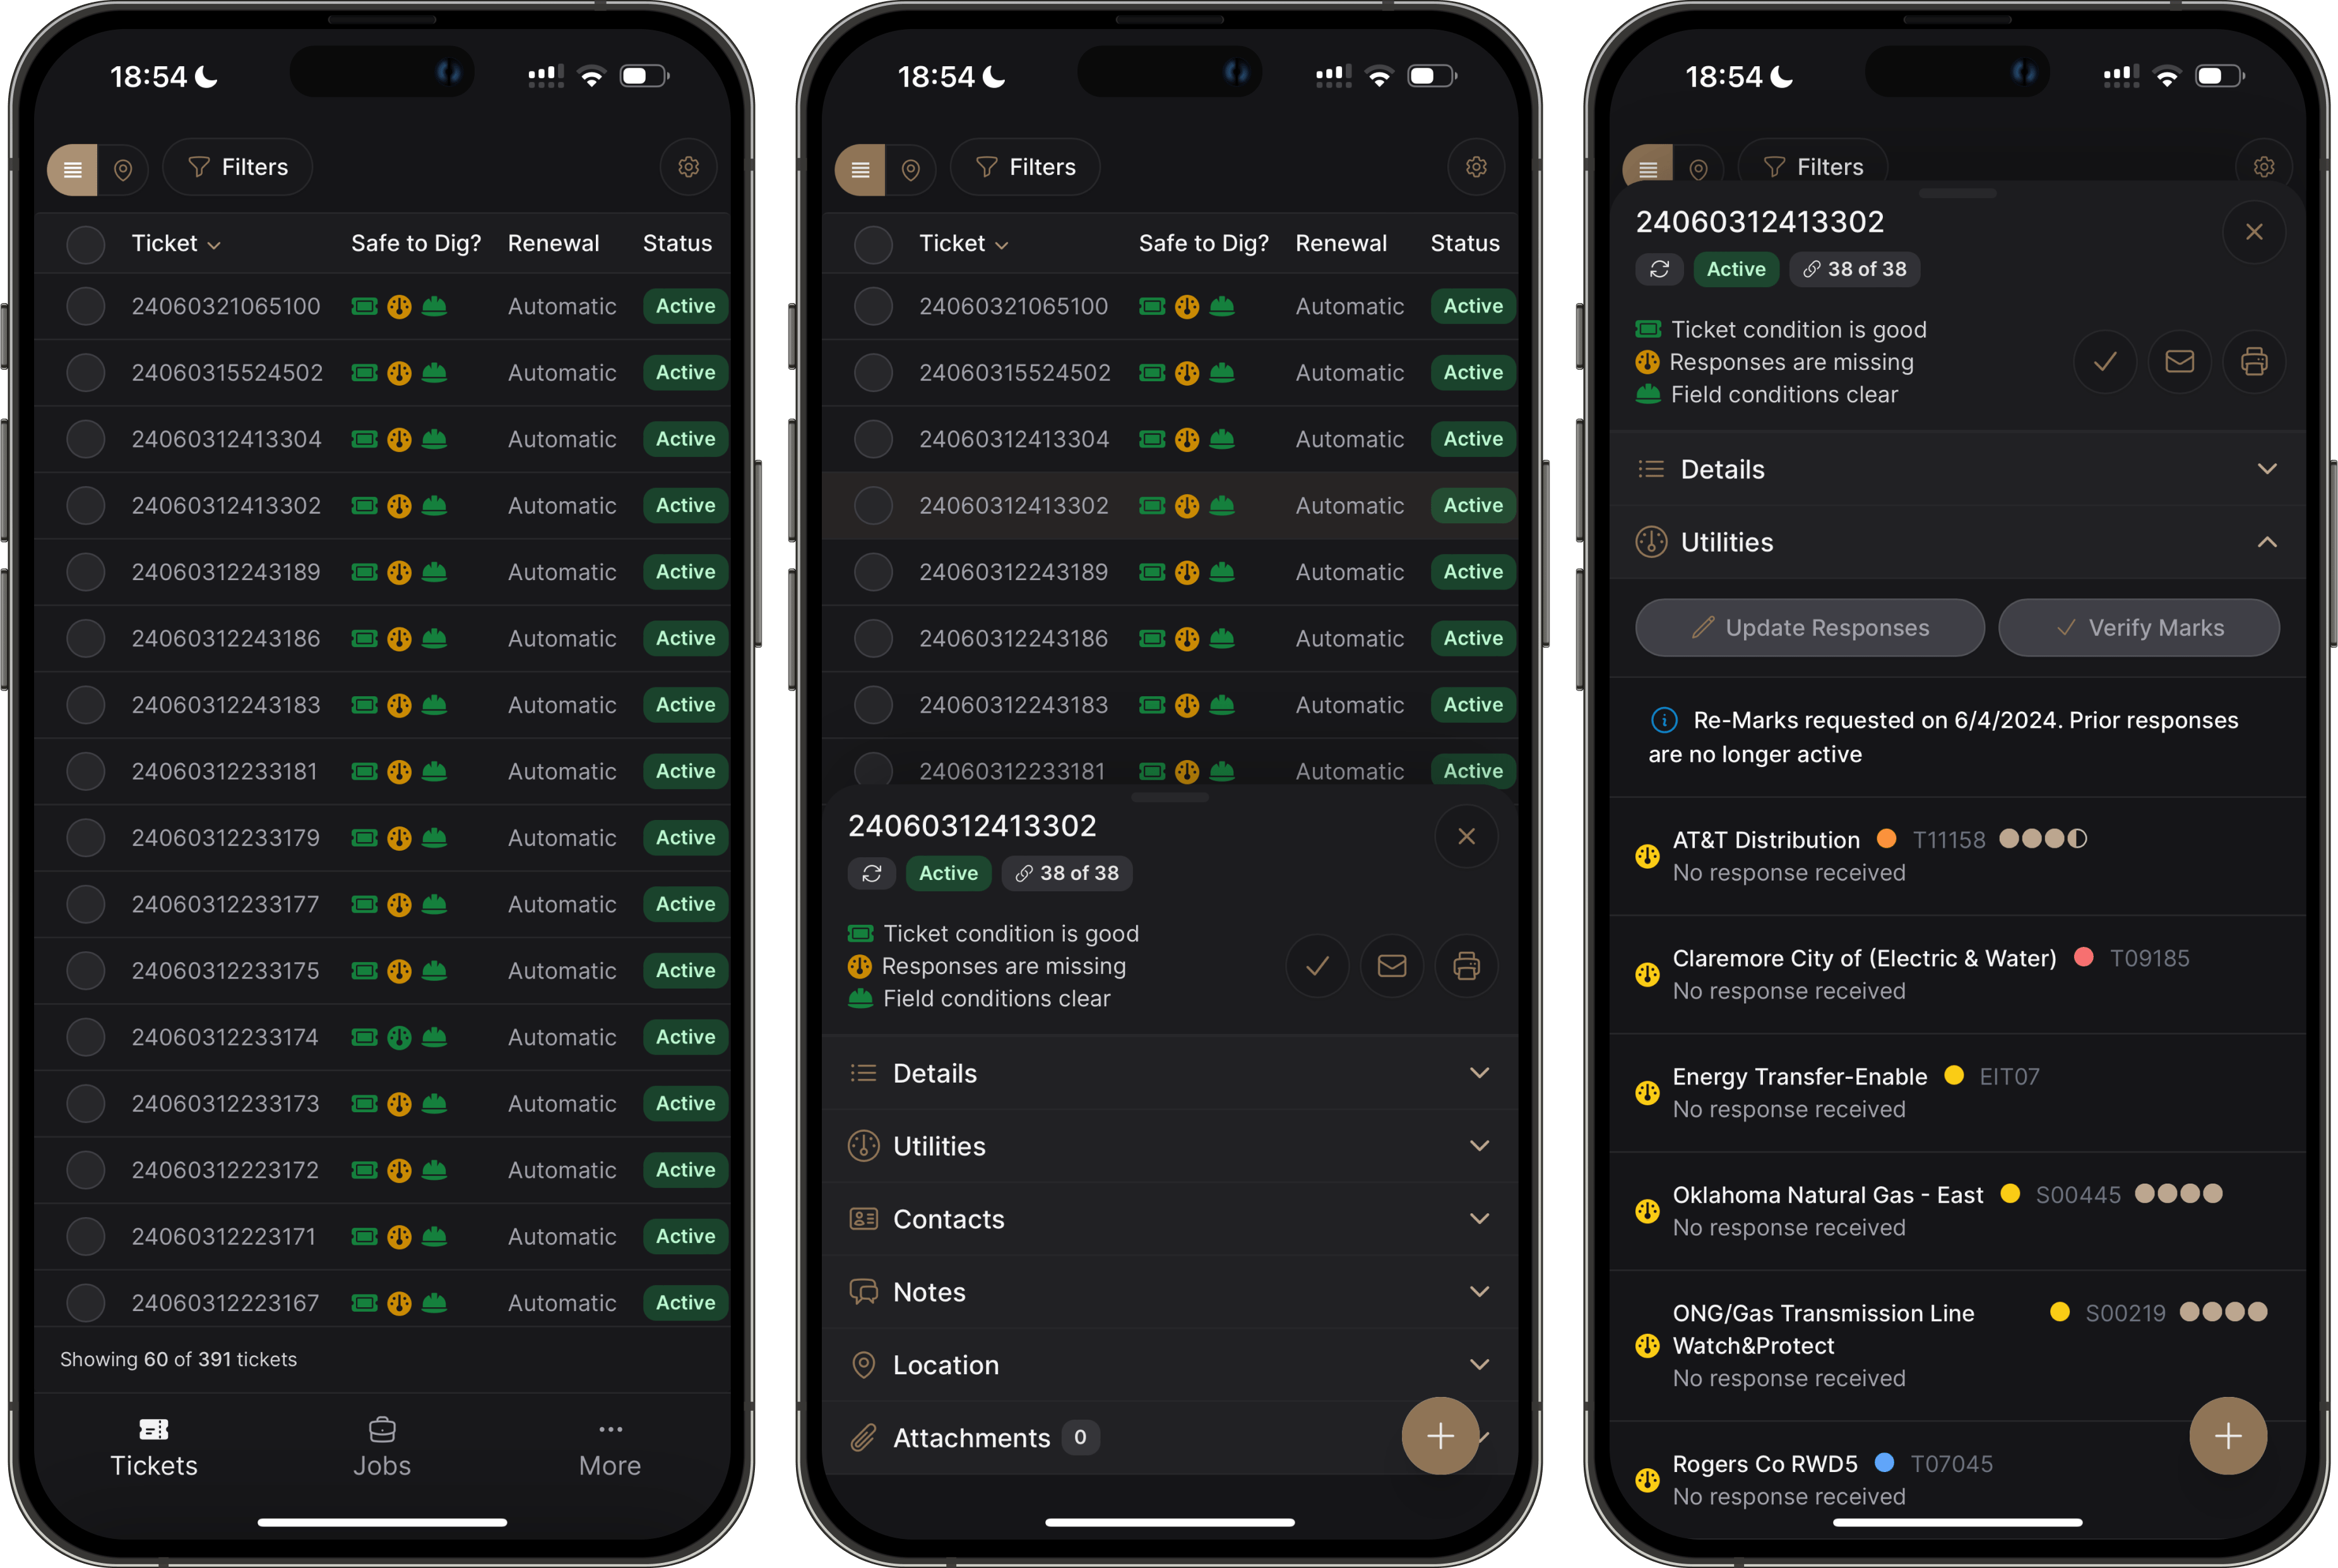 18:54
Filters
Ticket Safe to Dig? Renewal Status
24060321065100 Automatic Active
24060315524502 Automatic Active
24060312413304 Automatic Active
24060312413302 Automatic Active
24060312243189 Automatic Active
24060312243186 Automatic Active
24060312243183 Automatic Active
24060312233181 Automatic Active
24060312233179 Automatic Active
24060312233177 Automatic Active
24060312233175 Automatic Active
24060312233174 Automatic Active
24060312233173 Automatic Active
24060312223172 Automatic Active
24060312223171 Automatic Active
24060312223167 Automatic Active
Showing 60 of 391 tickets
Tickets Jobs More
18:54
Filters
Ticket Safe to Dig? Renewal Status
24060321065100 Automatic Active
24060315524502 Automatic Active
24060312413304 Automatic Active
24060312413302 Automatic Active
24060312243189 Automatic Active
24060312243186 Automatic Active
24060312243183 Automatic Active
24060312233181 Automatic Active
24060312413302
Active 38 of 38
Ticket condition is good
Responses are missing
Field conditions clear
Details
Utilities
Contacts
Notes
Location
Attachments 0
18:54
Filters
24060312413302
Active 38 of 38
Ticket condition is good
Responses are missing
Field conditions clear
Details
Utilities
Update Responses Verify Marks
Re-Marks requested on 6/4/2024. Prior responses
are no longer active
AT&T Distribution T11158
No response received
Claremore City of (Electric & Water) T09185
No response received
Energy Transfer-Enable EIT07
No response received
Oklahoma Natural Gas - East S00445
No response received
ONG/Gas Transmission Line S00219
Watch&Protect
No response received
Rogers Co RWD5 T07045
No response received